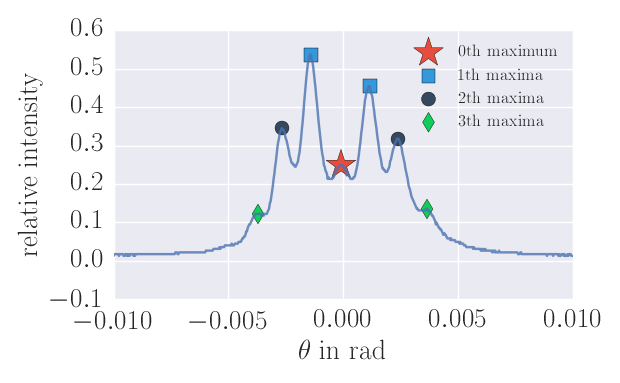 0.6
0.5
0.4
0.3
0.2
0.1
0.0
−0.1
relative intensity
0th maximum
1th maxima
2th maxima
3th maxima
−0.010 −0.005 0.000 0.005 0.010
θ in rad